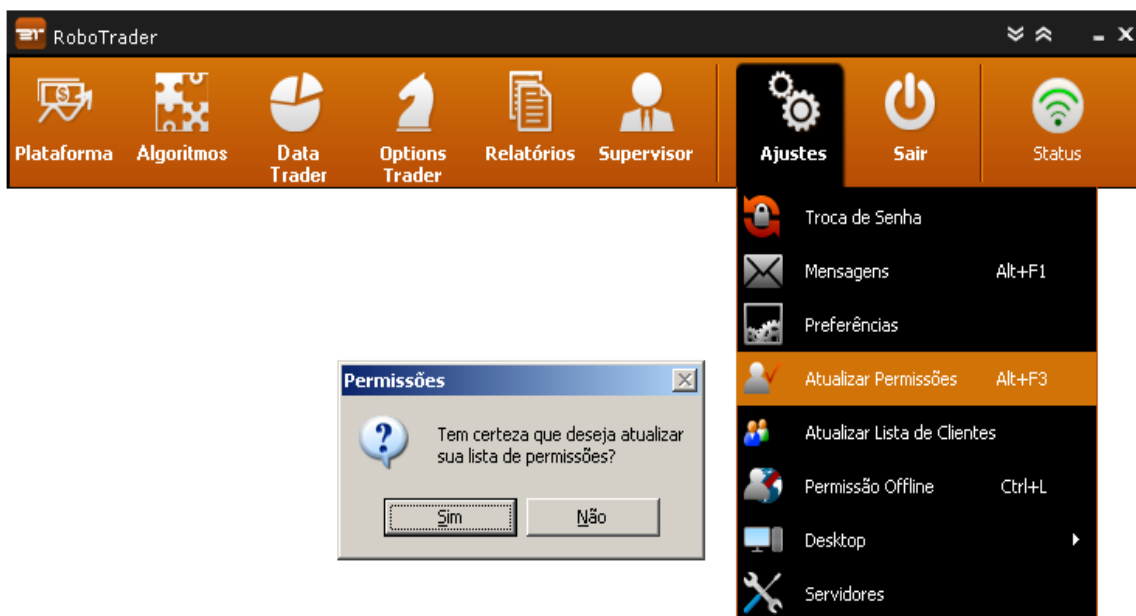 RoboTrader
Plataforma
Algoritmos
Data
Trader
Options
Trader
Relatórios
Supervisor
Ajustes
Sair
Status
Troca de Senha
Mensagens Alt+F1
Preferências
Atualizar Permissões Alt+F3
Atualizar Lista de Clientes
Permissão Offline Ctrl+L
Desktop
Servidores
Permissões
Tem certeza que deseja atualizar
sua lista de permissões?
Sim
Não